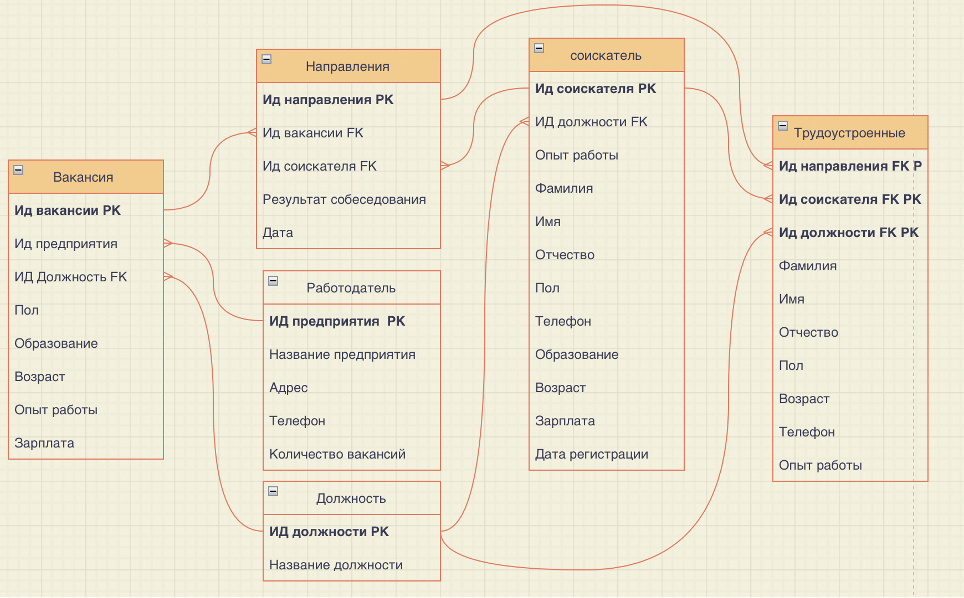 Вакансия
Ид вакансии PK
Ид предприятия
ИД Должность FK
Пол
Образование
Возраст
Опыт работы
Зарплата
Направления
Ид направления PK
Ид вакансии FK
Ид соискателя FK
Результат собеседования
Дата
Работодатель
ИД предприятия PK
Название предприятия
Адрес
Телефон
Количество вакансий
Должность
ИД должности PK
Название должности
соискатель
Ид соискателя PK
ИД должности FK
Опыт работы
Фамилия
Имя
Отчество
Пол
Телефон
Образование
Возраст
Зарплата
Дата регистрации
Трудоустроенные
Ид направления FK P
Ид соискателя FK PK
Ид должности FK PK
Фамилия
Имя
Отчество
Пол
Возраст
Телефон
Опыт работы